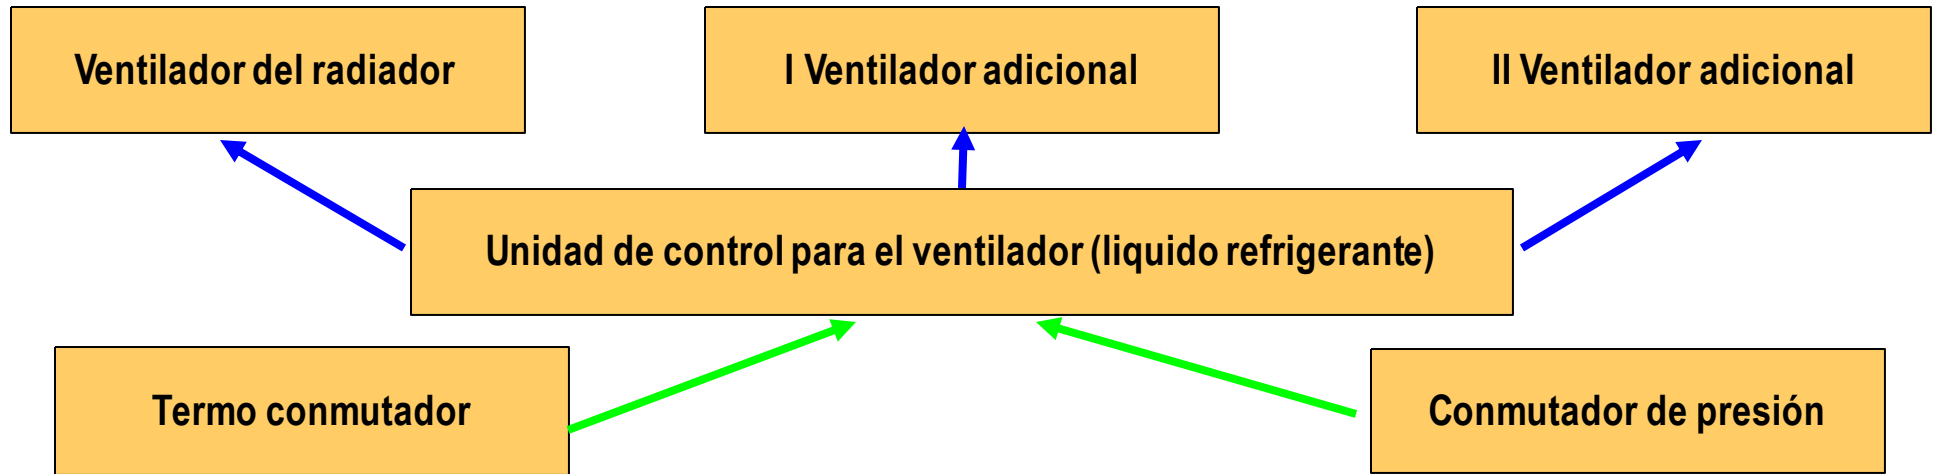 Ventilador del radiador
I Ventilador adicional
II Ventilador adicional
Unidad de control para el ventilador (liquido refrigerante)
Termo conmutador
Conmutador de presión